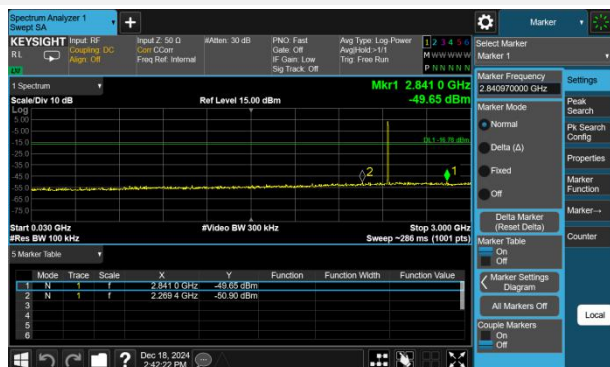 Spectrum Analyzer 1
Swept SA
Marker
KEYSIGHT Input: RF Input Z: 50 Ω #Atten: 30 dB PNO: Fast Avg Type: Log-Power 1 2 3 4 5 6
RL Coupling: DC Corr CCorr Gate: Off Avg|Hold:>1/1 M W W W W W
Align: Off Freq Ref: Internal IF Gain: Low Trig: Free Run P N N N N N
Sig Track: Off
LW
Select Marker
Marker 1
1 Spectrum
Mkr1 2.841 0 GHz
Scale/Div 10 dB Ref Level 15.00 dBm -49.65 dBm
Log
5.00
-5.00
-15.0
-25.0
-35.0
-45.0
-55.0
-65.0
-75.0
2
1
Start 0.030 GHz #Video BW 300 kHz Stop 3.000 GHz
#Res BW 100 kHz Sweep ~286 ms (1001 pts)
5 Marker Table
Mode Trace Scale X Y Function Function Width Function Value
1 N 1 f 2.841 0 GHz -49.65 dBm
2 N 1 f 2.269 4 GHz -50.90 dBm
3
4
5
6
Dec 18, 2024
2:42:22 PM
Marker Frequency
2.840970000 GHz
Marker Mode
Normal
Delta (Δ)
Fixed
Off
Delta Marker
(Reset Delta)
Marker Table
On
Off
Marker Settings
Diagram
All Markers Off
Couple Markers
On
Off
Settings
Peak
Search
Pk Search
Config
Properties
Marker
Function
Marker→
Counter
Local